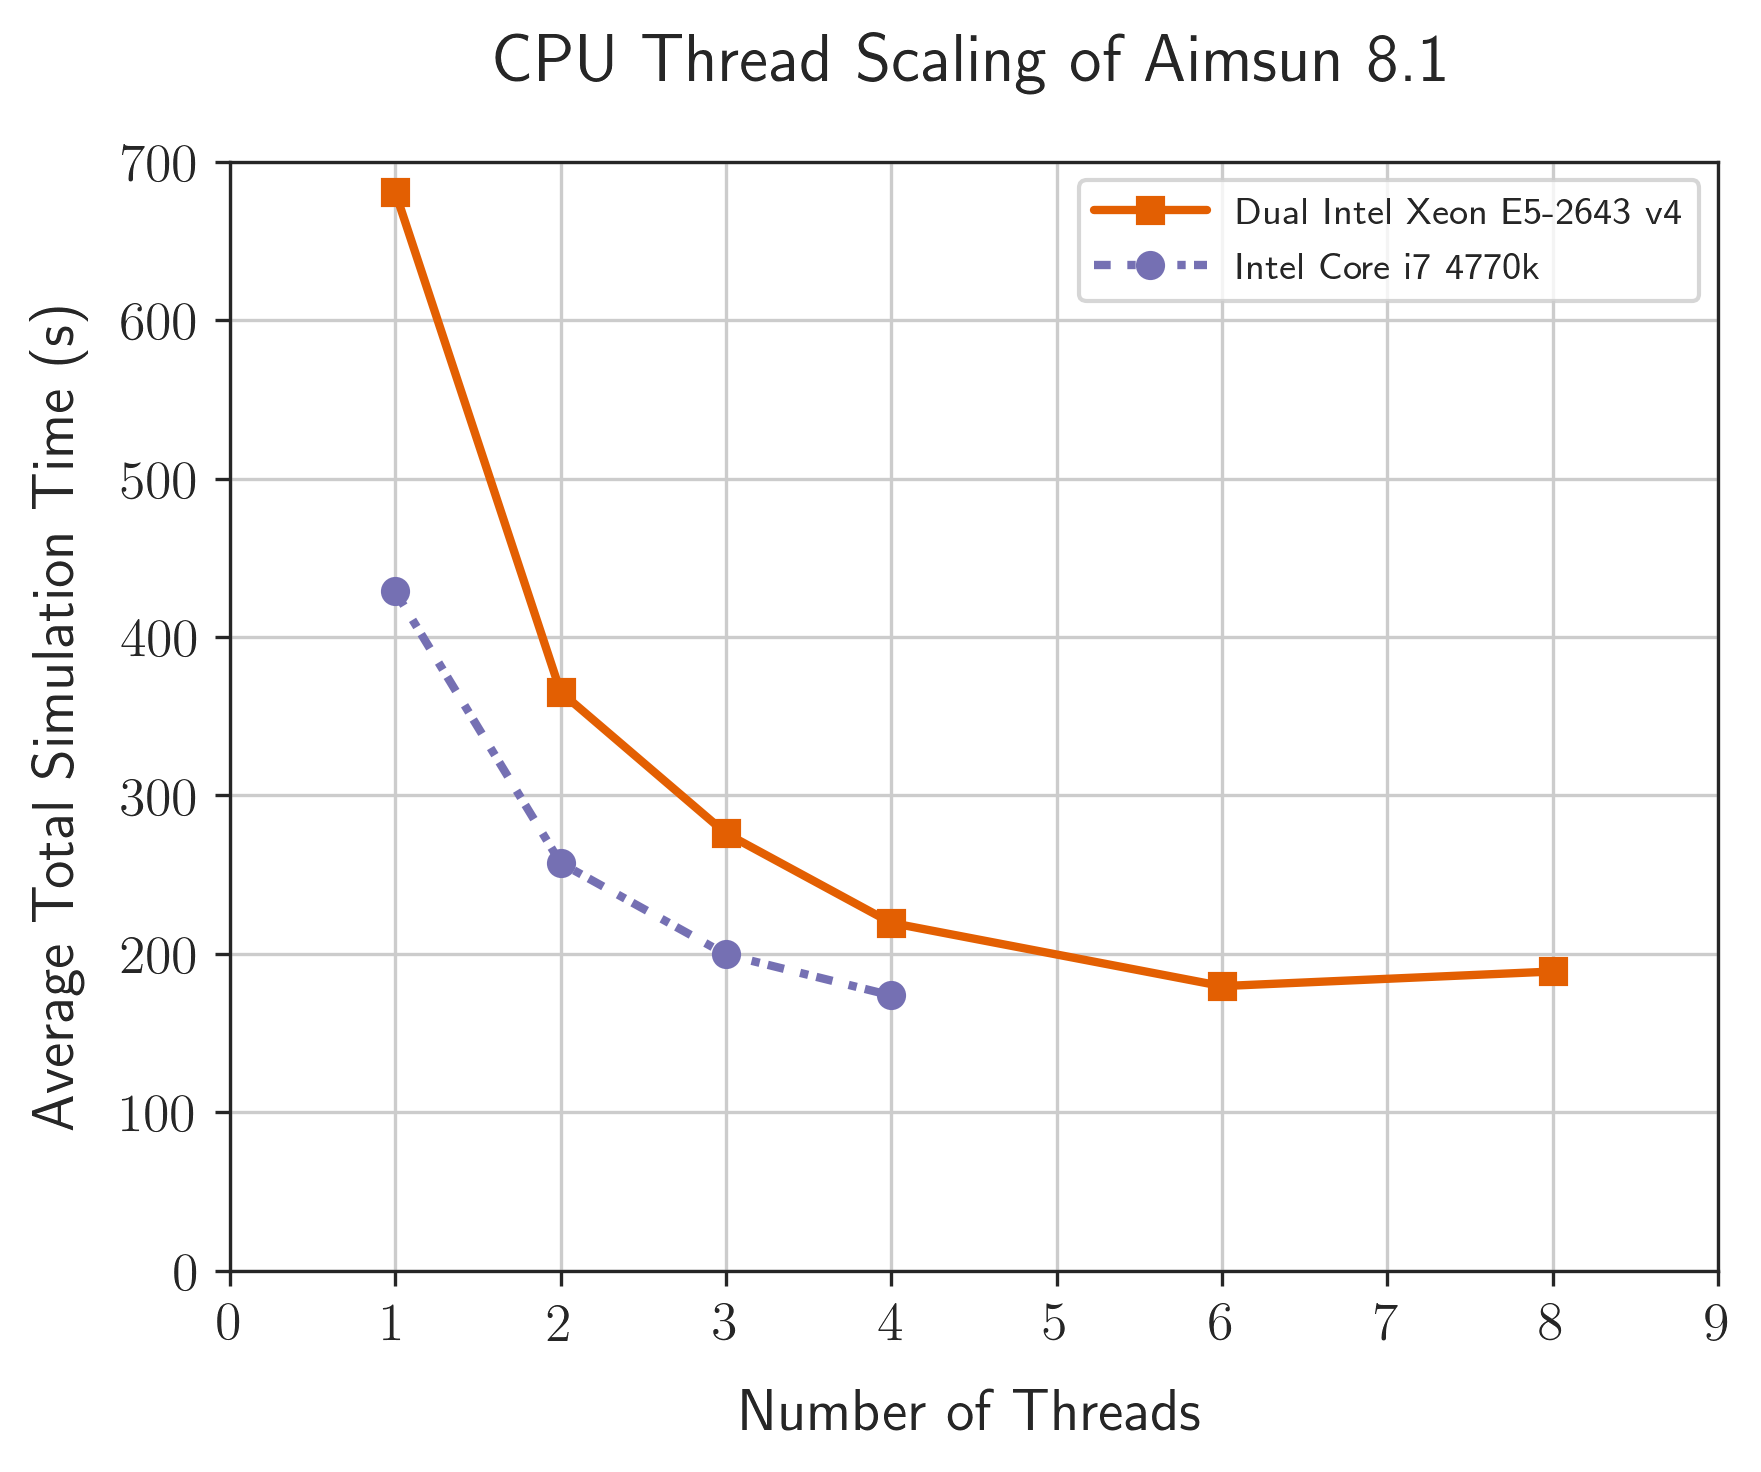 CPU Thread Scaling of Aimsun 8.1
Dual Intel Xeon E5-2643 v4
Intel Core i7 4770k
Average Total Simulation Time (s)
700
600
500
400
300
200
100
0
0 1 2 3 4 5 6 7 8 9
Number of Threads